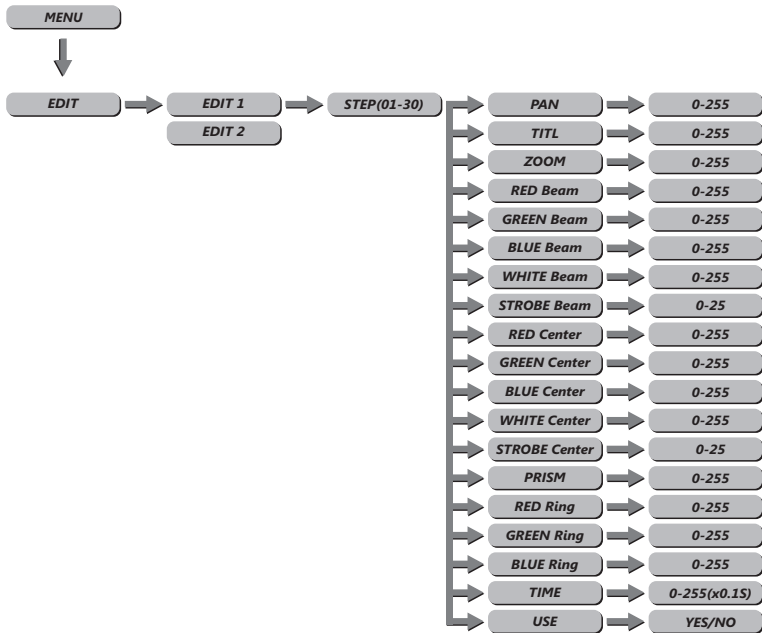 MENU
EDIT EDIT 1 STEP(01-30) PAN 0-255
EDIT 2 TITL 0-255
ZOOM 0-255
RED Beam 0-255
GREEN Beam 0-255
BLUE Beam 0-255
WHITE Beam 0-255
STROBE Beam 0-25
RED Center 0-255
GREEN Center 0-255
BLUE Center 0-255
WHITE Center 0-255
STROBE Center 0-25
PRISM 0-255
RED Ring 0-255
GREEN Ring 0-255
BLUE Ring 0-255
TIME 0-255(x0.1S)
USE YES/NO